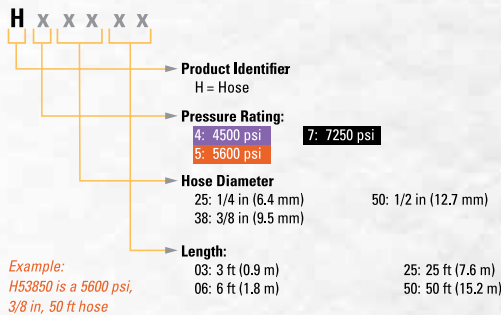 H x x x x x
Product Identifier
H = Hose
Pressure Rating:
4: 4500 psi 7: 7250 psi
5: 5600 psi
Hose Diameter
25: 1/4 in (6.4 mm) 50: 1/2 in (12.7 mm)
38: 3/8 in (9.5 mm)
Length:
03: 3 ft (0.9 m) 25: 25 ft (7.6 m)
06: 6 ft (1.8 m) 50: 50 ft (15.2 m)
Example:
H53850 is a 5600 psi,
3/8 in, 50 ft hose